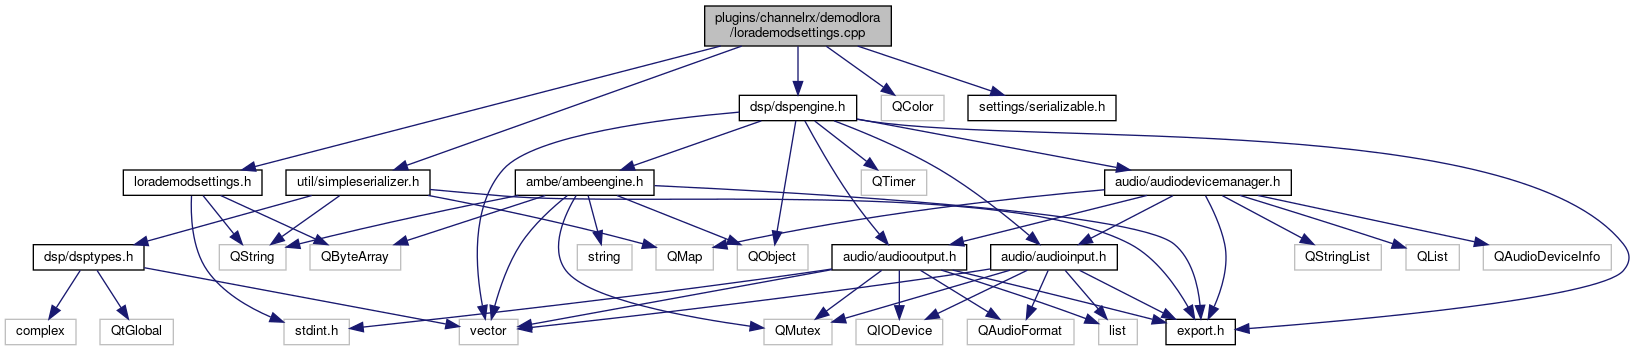 plugins/channelrx/demodlora
/lorademodsettings.cpp
dsp/dspengine.h
QColor
settings/serializable.h
lorademodsettings.h
util/simpleserializer.h
ambe/ambeengine.h
QTimer
audio/audiodevicemanager.h
dsp/dsptypes.h
QString
QByteArray
string
QMap
QObject
audio/audiooutput.h
audio/audioinput.h
QStringList
QList
QAudioDeviceInfo
complex
QtGlobal
stdint.h
vector
QMutex
QIODevice
QAudioFormat
list
export.h